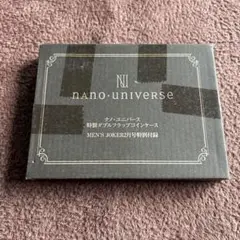 NU
nano·universe
ナノ・ユニバース
特製ダブルフラップコインケース
MEN'S JOKER2月号特別付録